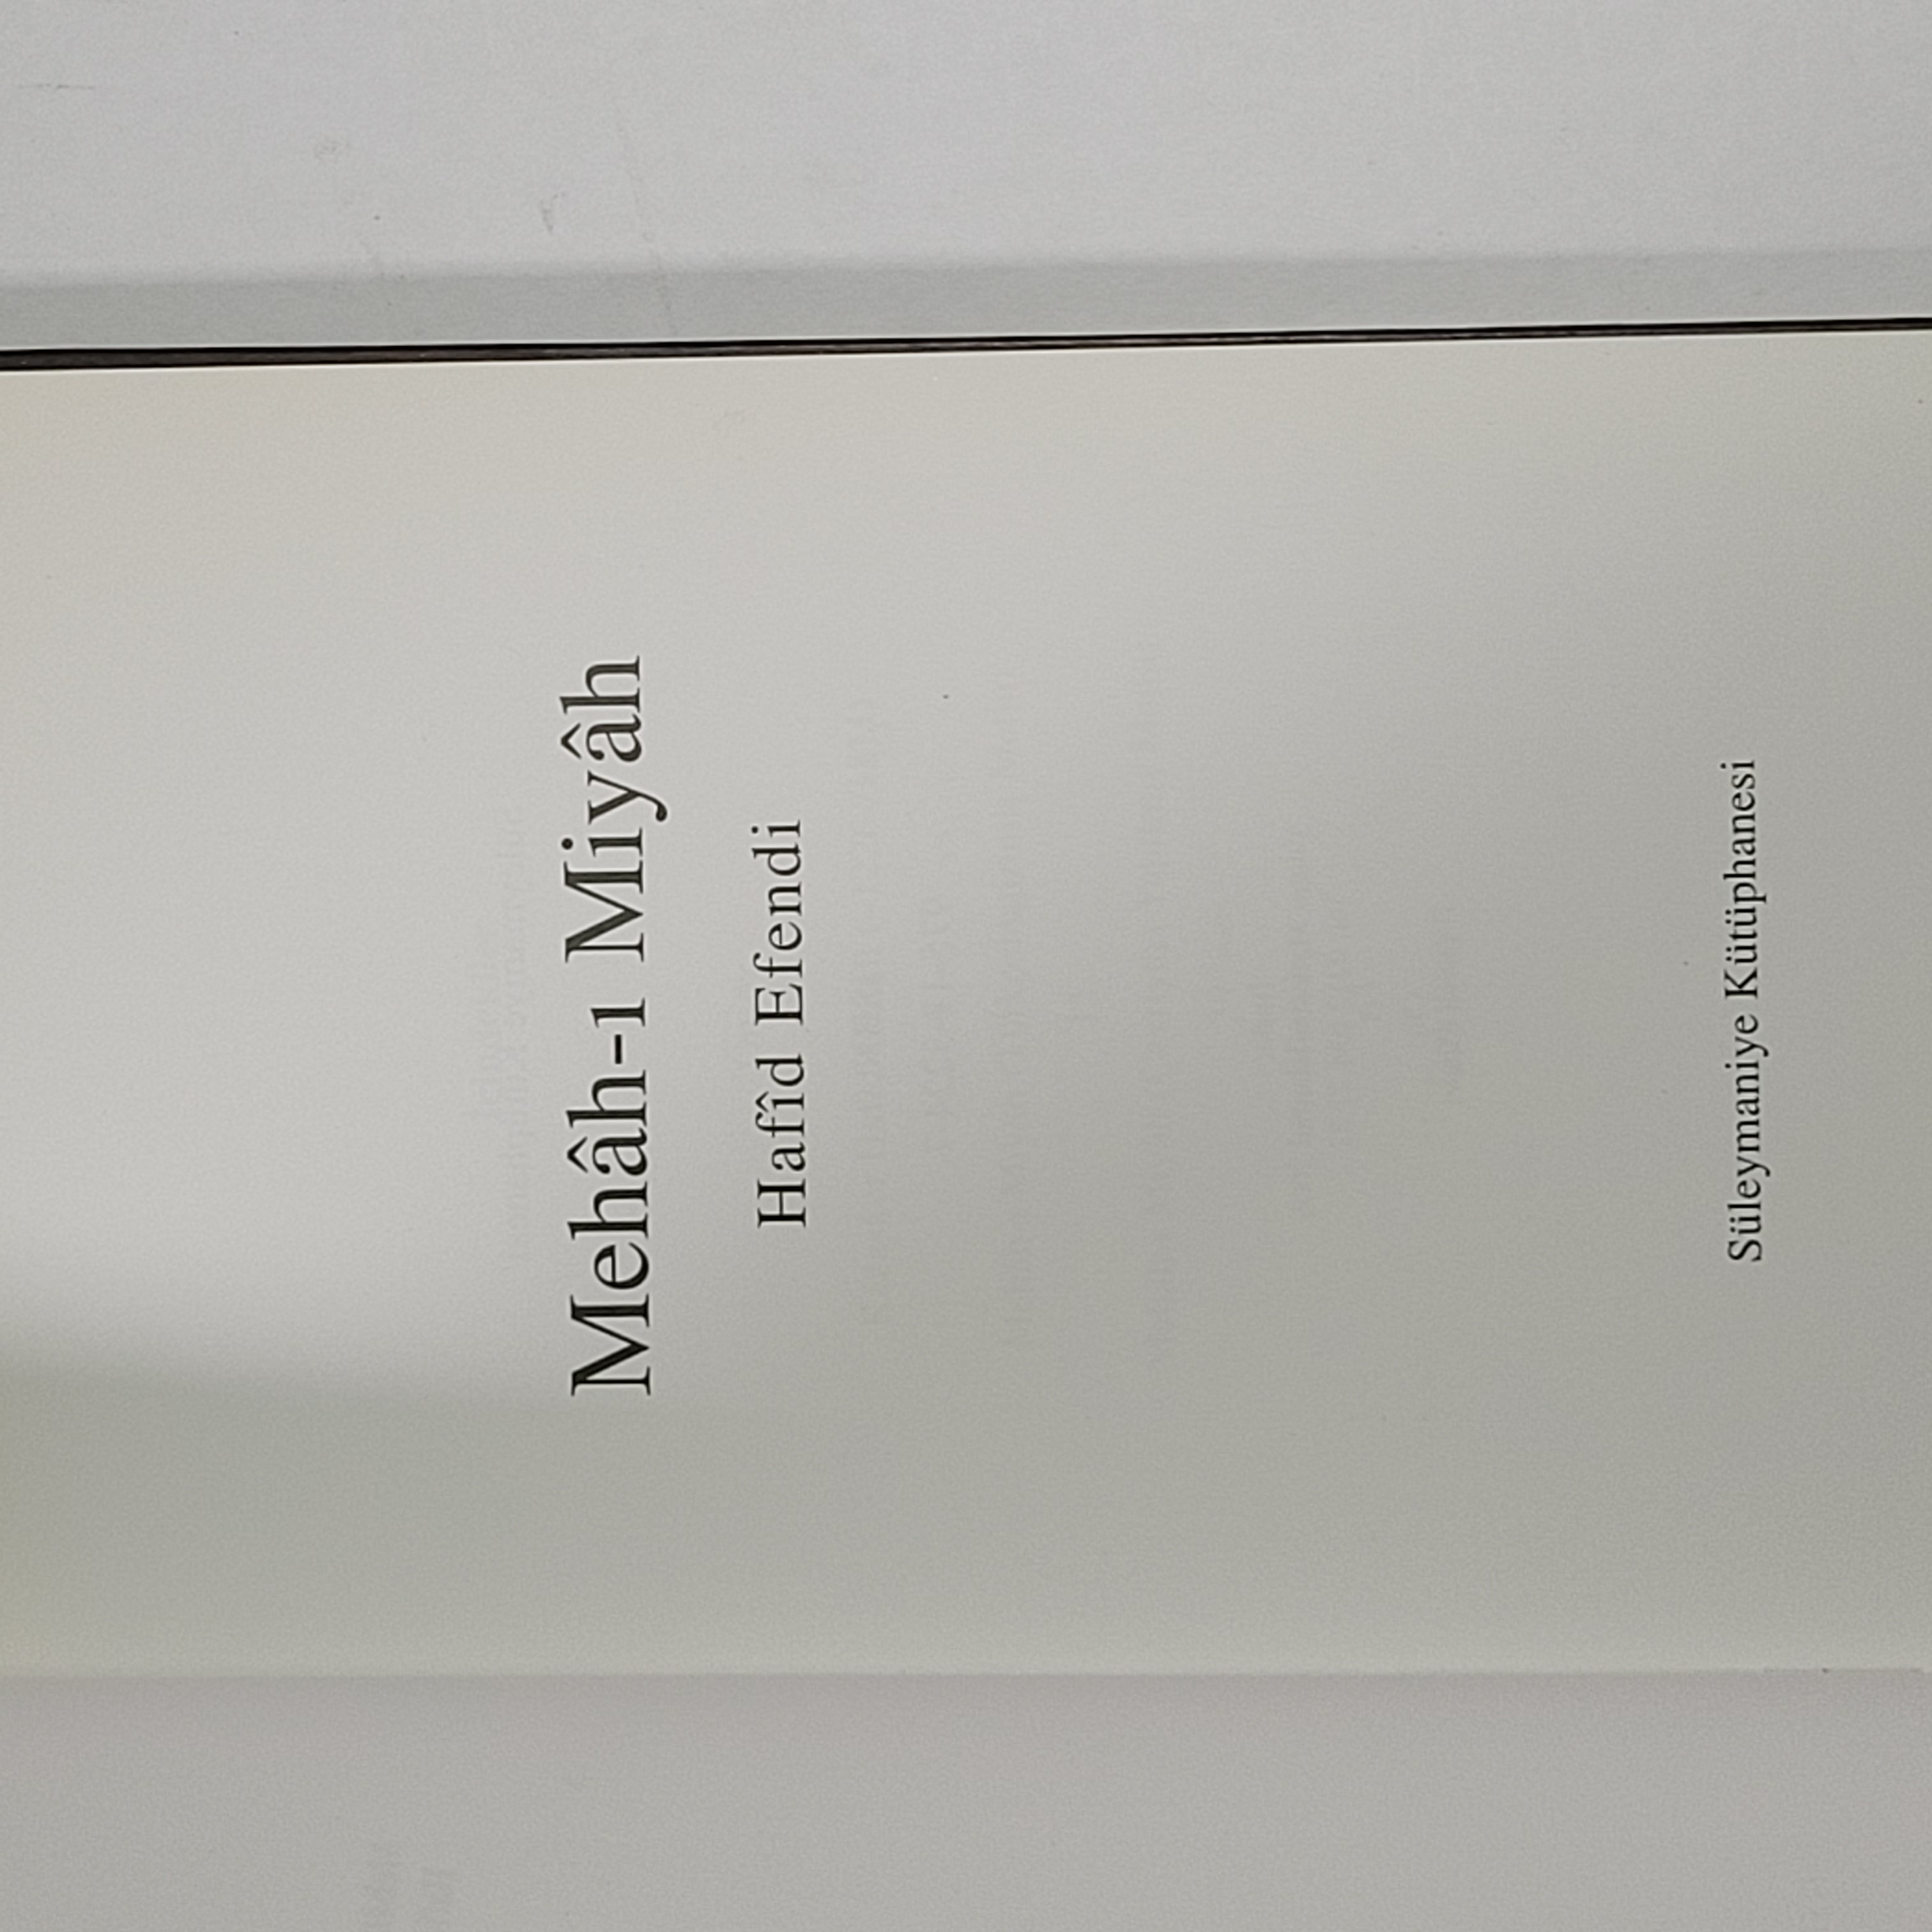 Mehâh-ı Miyâh
Hafîd Efendi
Süleymaniye Kütüphanesi